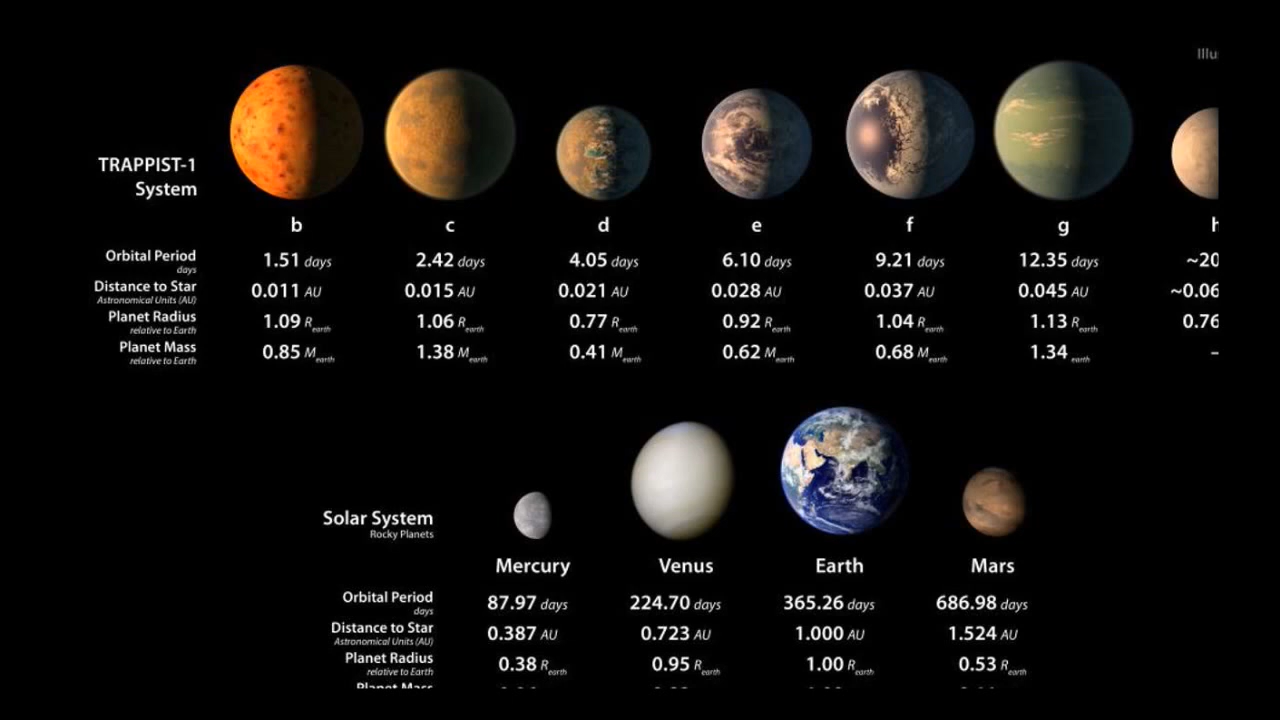 Illu
TRAPPIST-1
System
b c d e f g h
Orbital Period 1.51 days 2.42 days 4.05 days 6.10 days 9.21 days 12.35 days ~20
days
Distance to Star 0.011 AU 0.015 AU 0.021 AU 0.028 AU 0.037 AU 0.045 AU ~0.06
Astronomical Units (AU)
Planet Radius 1.09 Rearth 1.06 Rearth 0.77 Rearth 0.92 Rearth 1.04 Rearth 1.13 Rearth 0.76
relative to Earth
Planet Mass 0.85 Mearth 1.38 Mearth 0.41 Mearth 0.62 Mearth 0.68 Mearth 1.34 earth –
relative to Earth
Solar System
Rocky Planets
Mercury Venus Earth Mars
Orbital Period 87.97 days 224.70 days 365.26 days 686.98 days
days
Distance to Star 0.387 AU 0.723 AU 1.000 AU 1.524 AU
Astronomical Units (AU)
Planet Radius 0.38 Rearth 0.95 Rearth 1.00 Rearth 0.53 Rearth
relative to Earth
Planet Mass